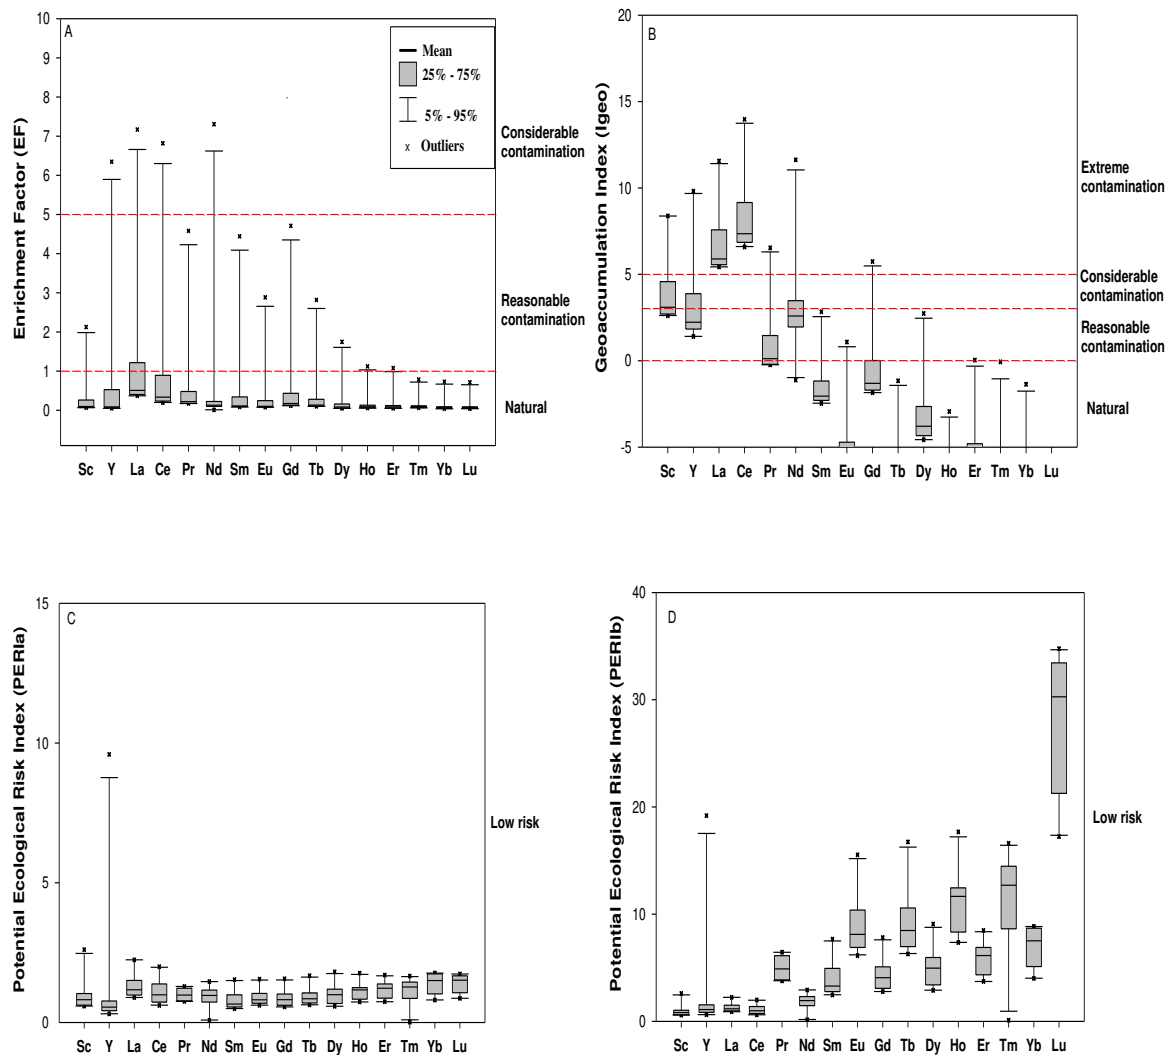 A
Enrichment Factor (EF)
10
9
8
7
6
5
4
3
2
1
0
Mean
25% - 75%
5% - 95%
x Outliers
Considerable
contamination
Reasonable
contamination
Natural
Sc Y La Ce Pr Nd Sm Eu Gd Tb Dy Ho Er Tm Yb Lu
B
Geoaccumulation Index (Igeo)
20
15
10
5
0
-5
Extreme
contamination
Considerable
contamination
Reasonable
contamination
Natural
Sc Y La Ce Pr Nd Sm Eu Gd Tb Dy Ho Er Tm Yb Lu
C
Potential Ecological Risk Index (PERIa)
15
10
5
0
Low risk
Sc Y La Ce Pr Nd Sm Eu Gd Tb Dy Ho Er Tm Yb Lu
D
Potential Ecological Risk Index (PERIb)
40
30
20
10
0
Low risk
Sc Y La Ce Pr Nd Sm Eu Gd Tb Dy Ho Er Tm Yb Lu